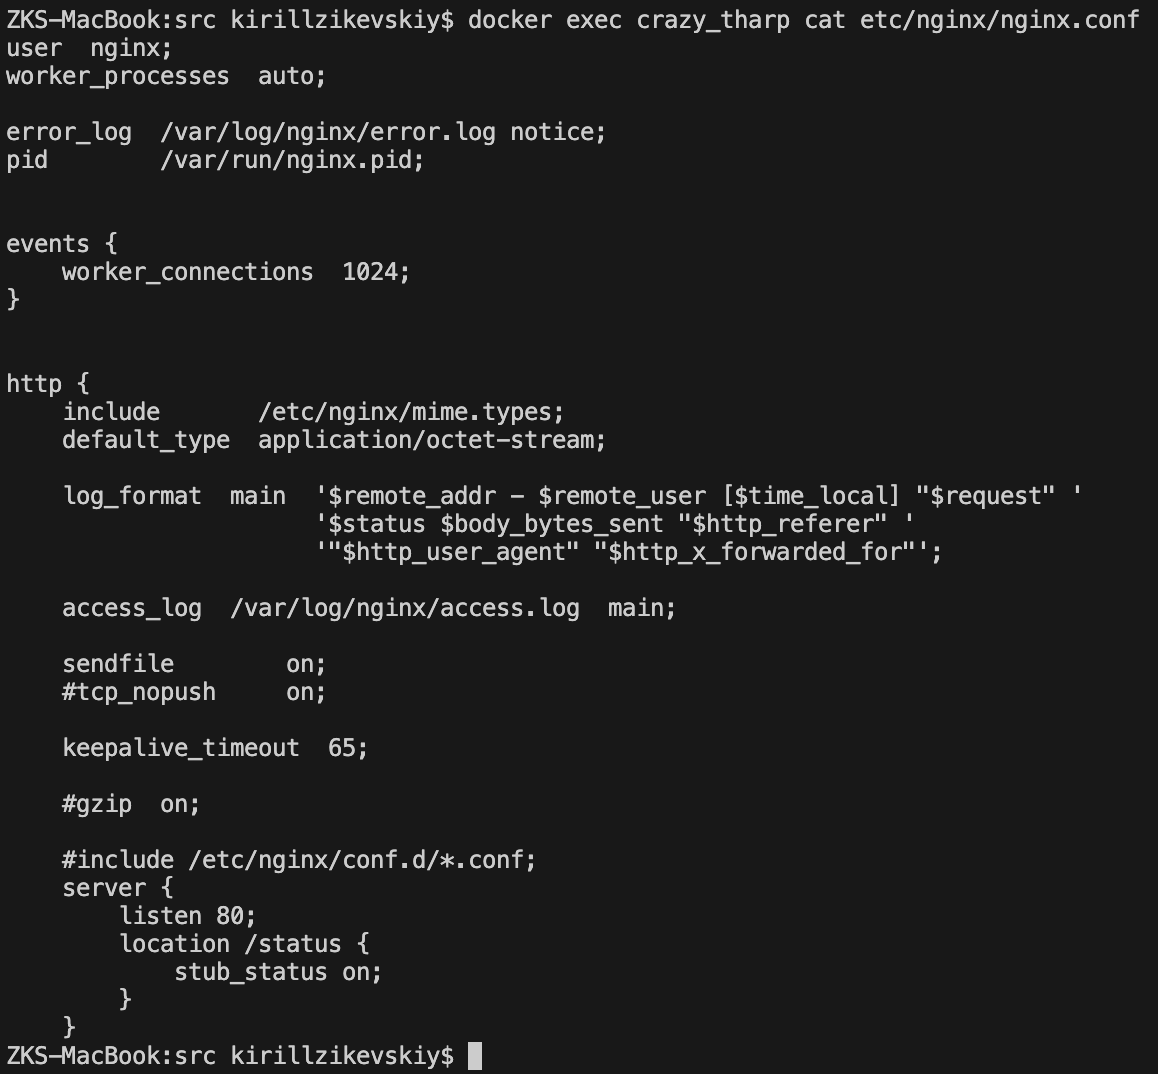 ZKS-MacBook:src kirillzikevskiy$ docker exec crazy_tharp cat etc/nginx/nginx.conf
user  nginx;
worker_processes  auto;

error_log  /var/log/nginx/error.log notice;
pid        /var/run/nginx.pid;


events {
    worker_connections  1024;
}


http {
    include       /etc/nginx/mime.types;
    default_type  application/octet-stream;

    log_format  main  '$remote_addr - $remote_user [$time_local] "$request" '
                      '$status $body_bytes_sent "$http_referer" '
                      '"$http_user_agent" "$http_x_forwarded_for"';

    access_log  /var/log/nginx/access.log  main;

    sendfile        on;
    #tcp_nopush     on;

    keepalive_timeout  65;

    #gzip  on;

    #include /etc/nginx/conf.d/*.conf;
    server {
        listen 80;
        location /status {
            stub_status on;
        }
    }
ZKS-MacBook:src kirillzikevskiy$